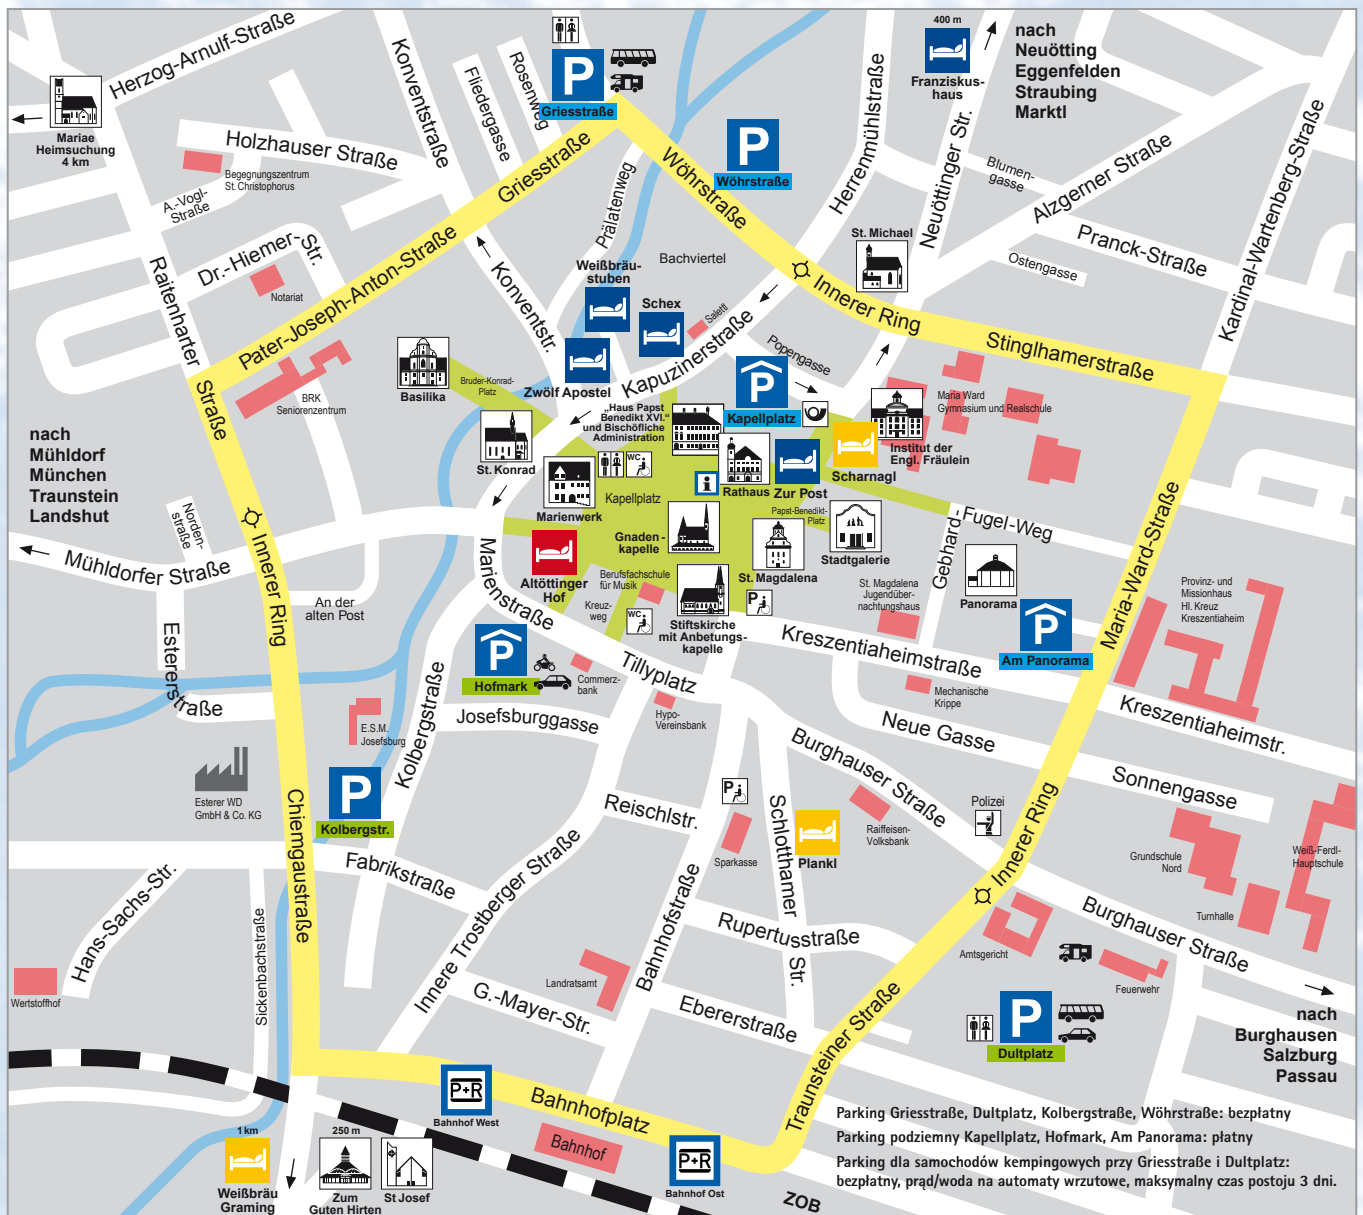 Herzog-Arnulf-Straße
Mariae
Heimsuchung
4 km
Holzhauser Straße
Begegnungszentrum
St. Christophorus
A.-Vogl-
Straße
Dr.-Hiemer-
Str.
Notariat
Raitenharter
Straße
Konventstraße
Fliedergasse
Rosenweg
P
Griesstraße
Griesstraße
Pater-Joseph-Anton-Straße
BRK
Seniorenzentrum
P
Wöhrstraße
Wöhrstraße
Prälatenweg
Bachviertel
Herrenmühlstraße
400 m
Franziskus-
haus
nach
Neuötting
Eggenfelden
Straubing
Marktl
Neuöttinger Str.
Blumen-
gasse
Alzgerner Straße
Pranck-Straße
Ostengasse
Kardinal-Wartenberg-Straße
St. Michael
Innerer Ring
Stinglhamerstraße
Weißbräu-
stuben
Schex
Salettl
Konventstr.
Zwölf Apostel
Kapuzinerstraße
Popengasse
P
Kapellplatz
Basilika
Bruder-Konrad-
Platz
St. Konrad
„Haus Papst
Benedikt XVI.“
und Bischöfliche
Administration
WC
Marienwerk
Kapellplatz
i
Rathaus
Zur Post
Scharnagl
Institut der
Engl. Fräulein
Maria Ward
Gymnasium und Realschule
Papst-Benedikt-
Platz
Gnaden-
kapelle
St. Magdalena
Stadtgalerie
Gebhard-
Fugel-Weg
Panorama
nach
Mühldorf
München
Traunstein
Landshut
Norden-
straße
Mühldorfer Straße
Innerer Ring
An der
alten Post
Estererstraße
Altöttinger
Hof
Marienstraße
Berufsfachschule
für Musik
Kreuz-
weg
WC
Stiftskirche
mit Anbetungs-
kapelle
P
St. Magdalena
Jugendüber-
nachtungshaus
P
Am Panorama
Maria-Ward-Straße
Provinz- und
Missionhaus
Hl. Kreuz
Kreszentiaheim
P
Hofmark
Commerz-
bank
Tillyplatz
Kreszentiaheimstraße
Kreszentiaheimstr.
Mechanische
Krippe
Hypo-
Vereinsbank
Neue Gasse
Sonnengasse
Josefsburggasse
Kolbergstraße
E.S.M.
Josefsburg
Esterer WD
GmbH & Co. KG
P
Kolbergstr.
Chiemgaustraße
Fabrikstraße
Hans-Sachs-Str.
Wertstoffhof
Sickenbachstraße
Innere Trostberger Straße
Reischlstr.
P
Sparkasse
Schlotthamer
Str.
Plankl
Burghauser Straße
Raiffeisen-
Volksbank
Polizei
Innerer Ring
Grundschule
Nord
Weiß-Ferdl-
Hauptschule
Turnhalle
Burghauser Straße
Amtsgericht
Feuerwehr
Rupertusstraße
Bahnhofstraße
Landratsamt
G.-Mayer-Str.
Ebererstraße
Traunsteiner Straße
P
Dultplatz
nach
Burghausen
Salzburg
Passau
P+R
Bahnhof West
Bahnhofplatz
Bahnhof
P+R
Bahnhof Ost
ZOB
1 km
Weißbräu
Graming
250 m
Zum
Guten Hirten
St Josef
Parking Griesstraße, Dultplatz, Kolbergstraße, Wöhrstraße: bezpłatny
Parking podziemny Kapellplatz, Hofmark, Am Panorama: płatny
Parking dla samochodów kempingowych przy Griesstraße i Dultplatz:
bezpłatny, prąd/woda na automaty wrzutowe, maksymalny czas postoju 3 dni.